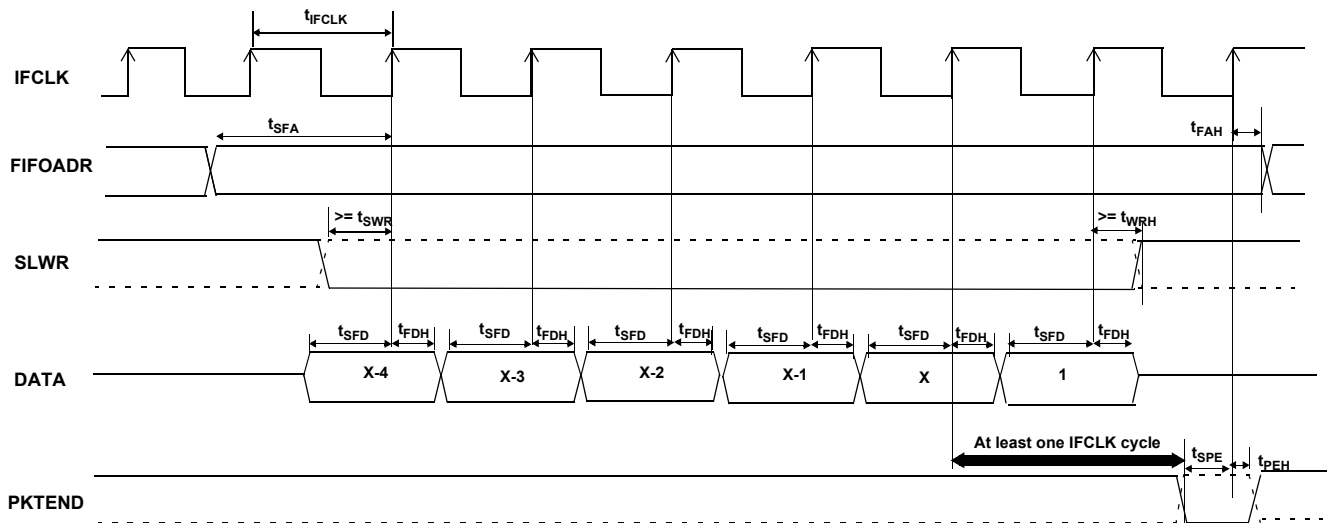 tIFCLK
IFCLK
tSFA
tFAH
FIFOADR
>= tSWR
>= tWRH
SLWR
tSFD tFDH tSFD tFDH tSFD tFDH tSFD tFDH tSFD tFDH tSFD tFDH
DATA
X-4 X-3 X-2 X-1 X 1
At least one IFCLK cycle
tSPE
tPEH
PKTEND